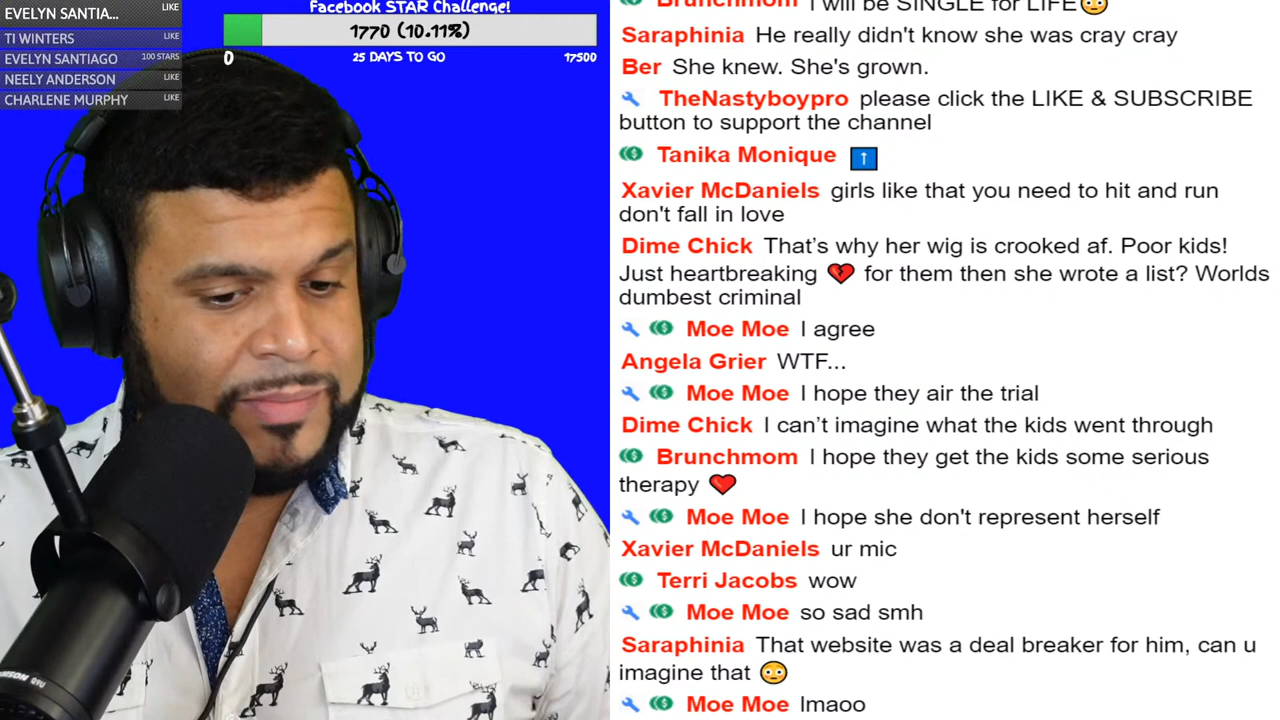 EVELYN SANTIA... LIKE
TI WINTERS LIKE
EVELYN SANTIAGO 100 STARS
NEELY ANDERSON LIKE
CHARLENE MURPHY LIKE
Facebook STAR Challenge!
1770 (10.11%)
0 25 DAYS TO GO 17500
SAMSON Q9U
Brunchmom I will be SINGLE for LIFE😳
Saraphinia He really didn't know she was cray cray
Ber She knew. She's grown.
TheNastyboypro please click the LIKE & SUBSCRIBE
button to support the channel
Tanika Monique ⬆
Xavier McDaniels girls like that you need to hit and run
don't fall in love
Dime Chick That’s why her wig is crooked af. Poor kids!
Just heartbreaking 💔 for them then she wrote a list? Worlds
dumbest criminal
Moe Moe I agree
Angela Grier WTF...
Moe Moe I hope they air the trial
Dime Chick I can’t imagine what the kids went through
Brunchmom I hope they get the kids some serious
therapy ❤
Moe Moe I hope she don't represent herself
Xavier McDaniels ur mic
Terri Jacobs wow
Moe Moe so sad smh
Saraphinia That website was a deal breaker for him, can u
imagine that 😳
Moe Moe lmaoo